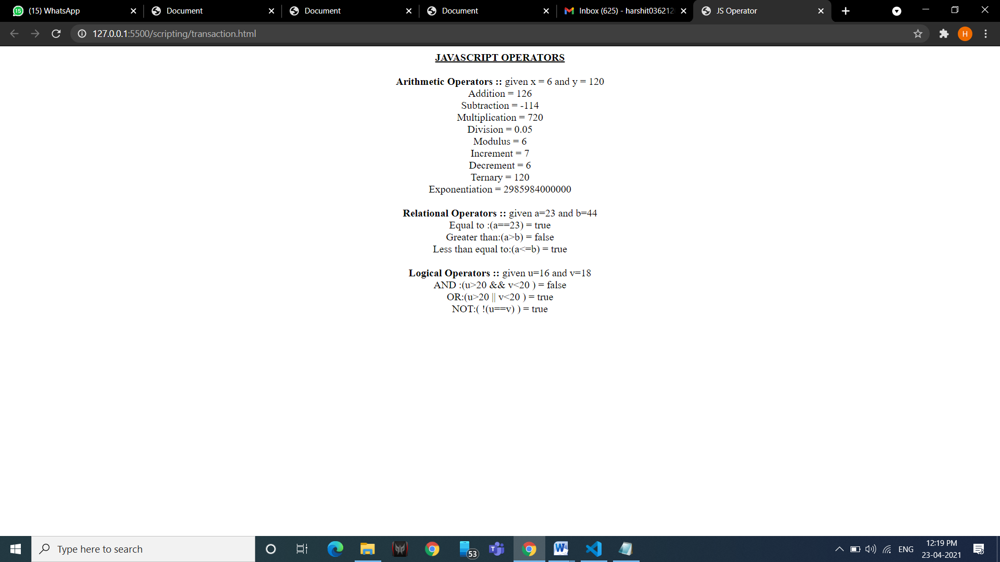 15 (15) WhatsApp
Document
Document
Document
Inbox (625) - harshit036212
JS Operator
127.0.0.1:5500/scripting/transaction.html
H
JAVASCRIPT OPERATORS
Arithmetic Operators :: given x = 6 and y = 120
Addition = 126
Subtraction = -114
Multiplication = 720
Division = 0.05
Modulus = 6
Increment = 7
Decrement = 6
Ternary = 120
Exponentiation = 2985984000000
Relational Operators :: given a=23 and b=44
Equal to :(a==23) = true
Greater than:(a>b) = false
Less than equal to:(a<=b) = true
Logical Operators :: given u=16 and v=18
AND :(u>20 && v<20 ) = false
OR:(u>20 || v<20 ) = true
NOT:( !(u==v) ) = true
Type here to search
53
ENG
12:19 PM
23-04-2021